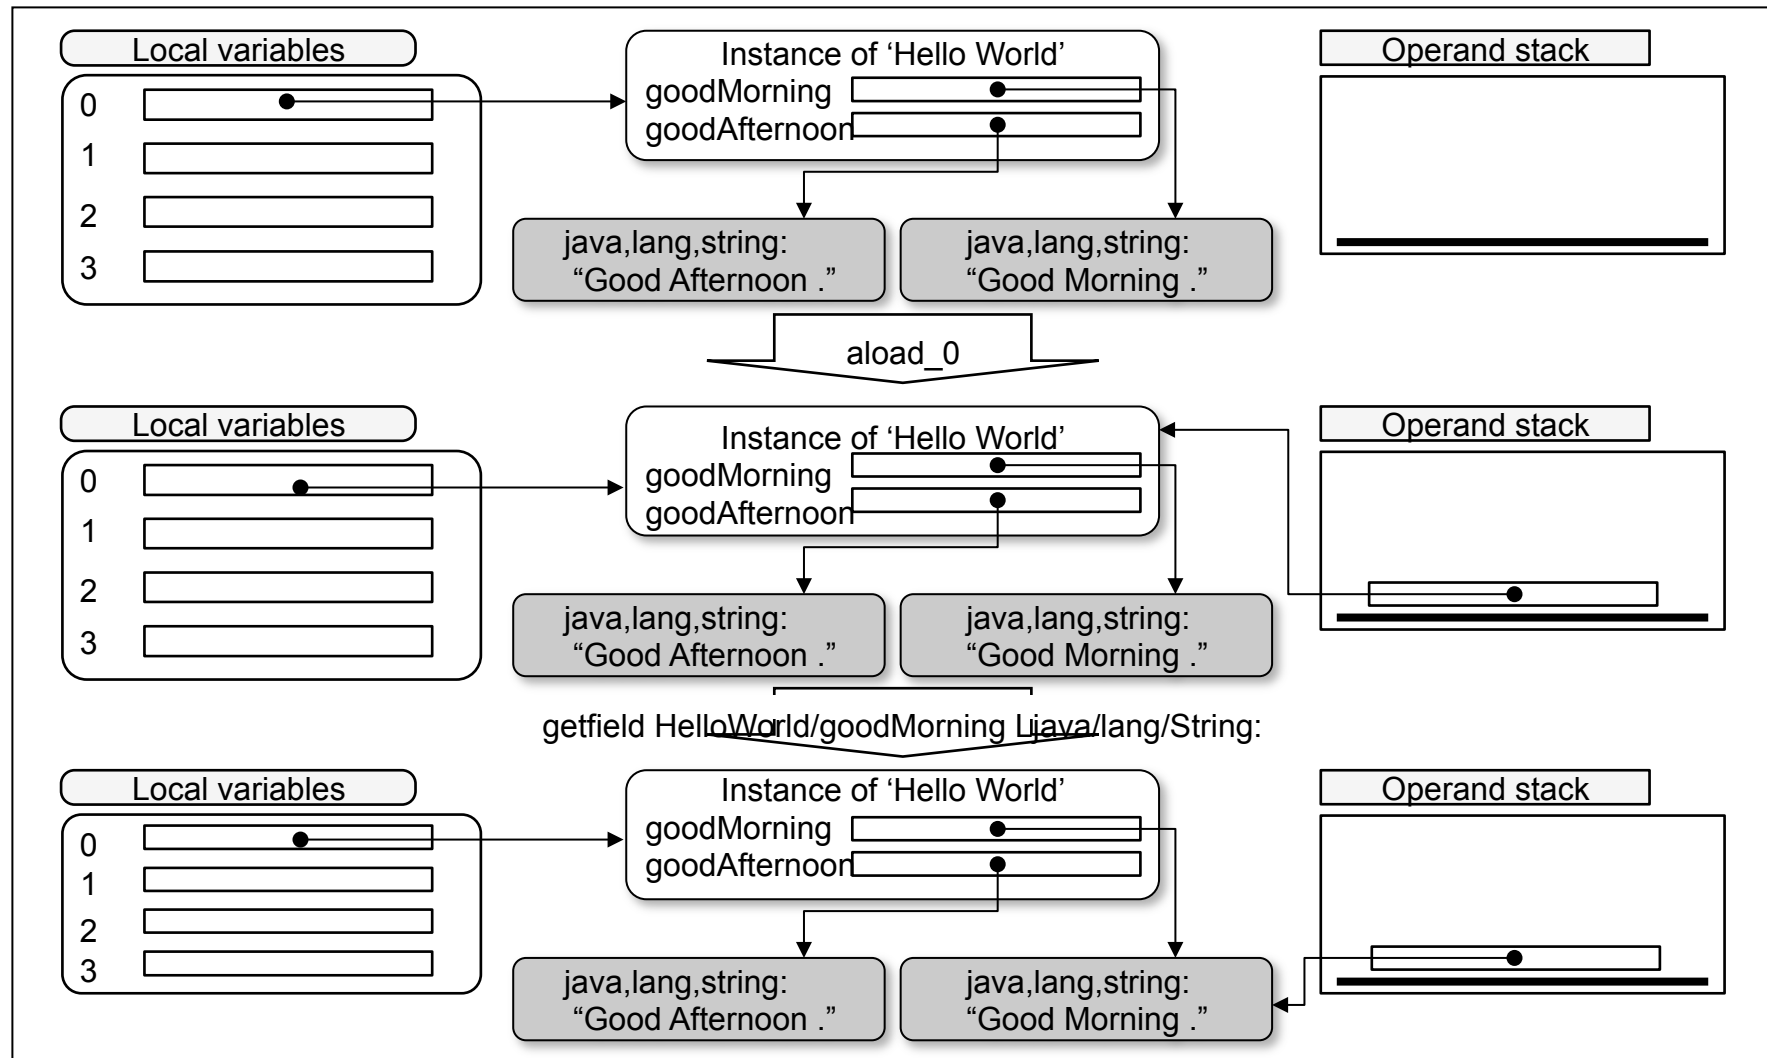 Local variables
0
1
2
3
Instance of ‘Hello World’
goodMorning
goodAfternoon
java,lang,string:
“Good Afternoon .”
java,lang,string:
“Good Morning .”
Operand stack
aload_0
Local variables
0
1
2
3
Instance of ‘Hello World’
goodMorning
goodAfternoon
java,lang,string:
“Good Afternoon .”
java,lang,string:
“Good Morning .”
Operand stack
getfield HelloWorld/goodMorning Ljava/lang/String:
Local variables
0
1
2
3
Instance of ‘Hello World’
goodMorning
goodAfternoon
java,lang,string:
“Good Afternoon .”
java,lang,string:
“Good Morning .”
Operand stack